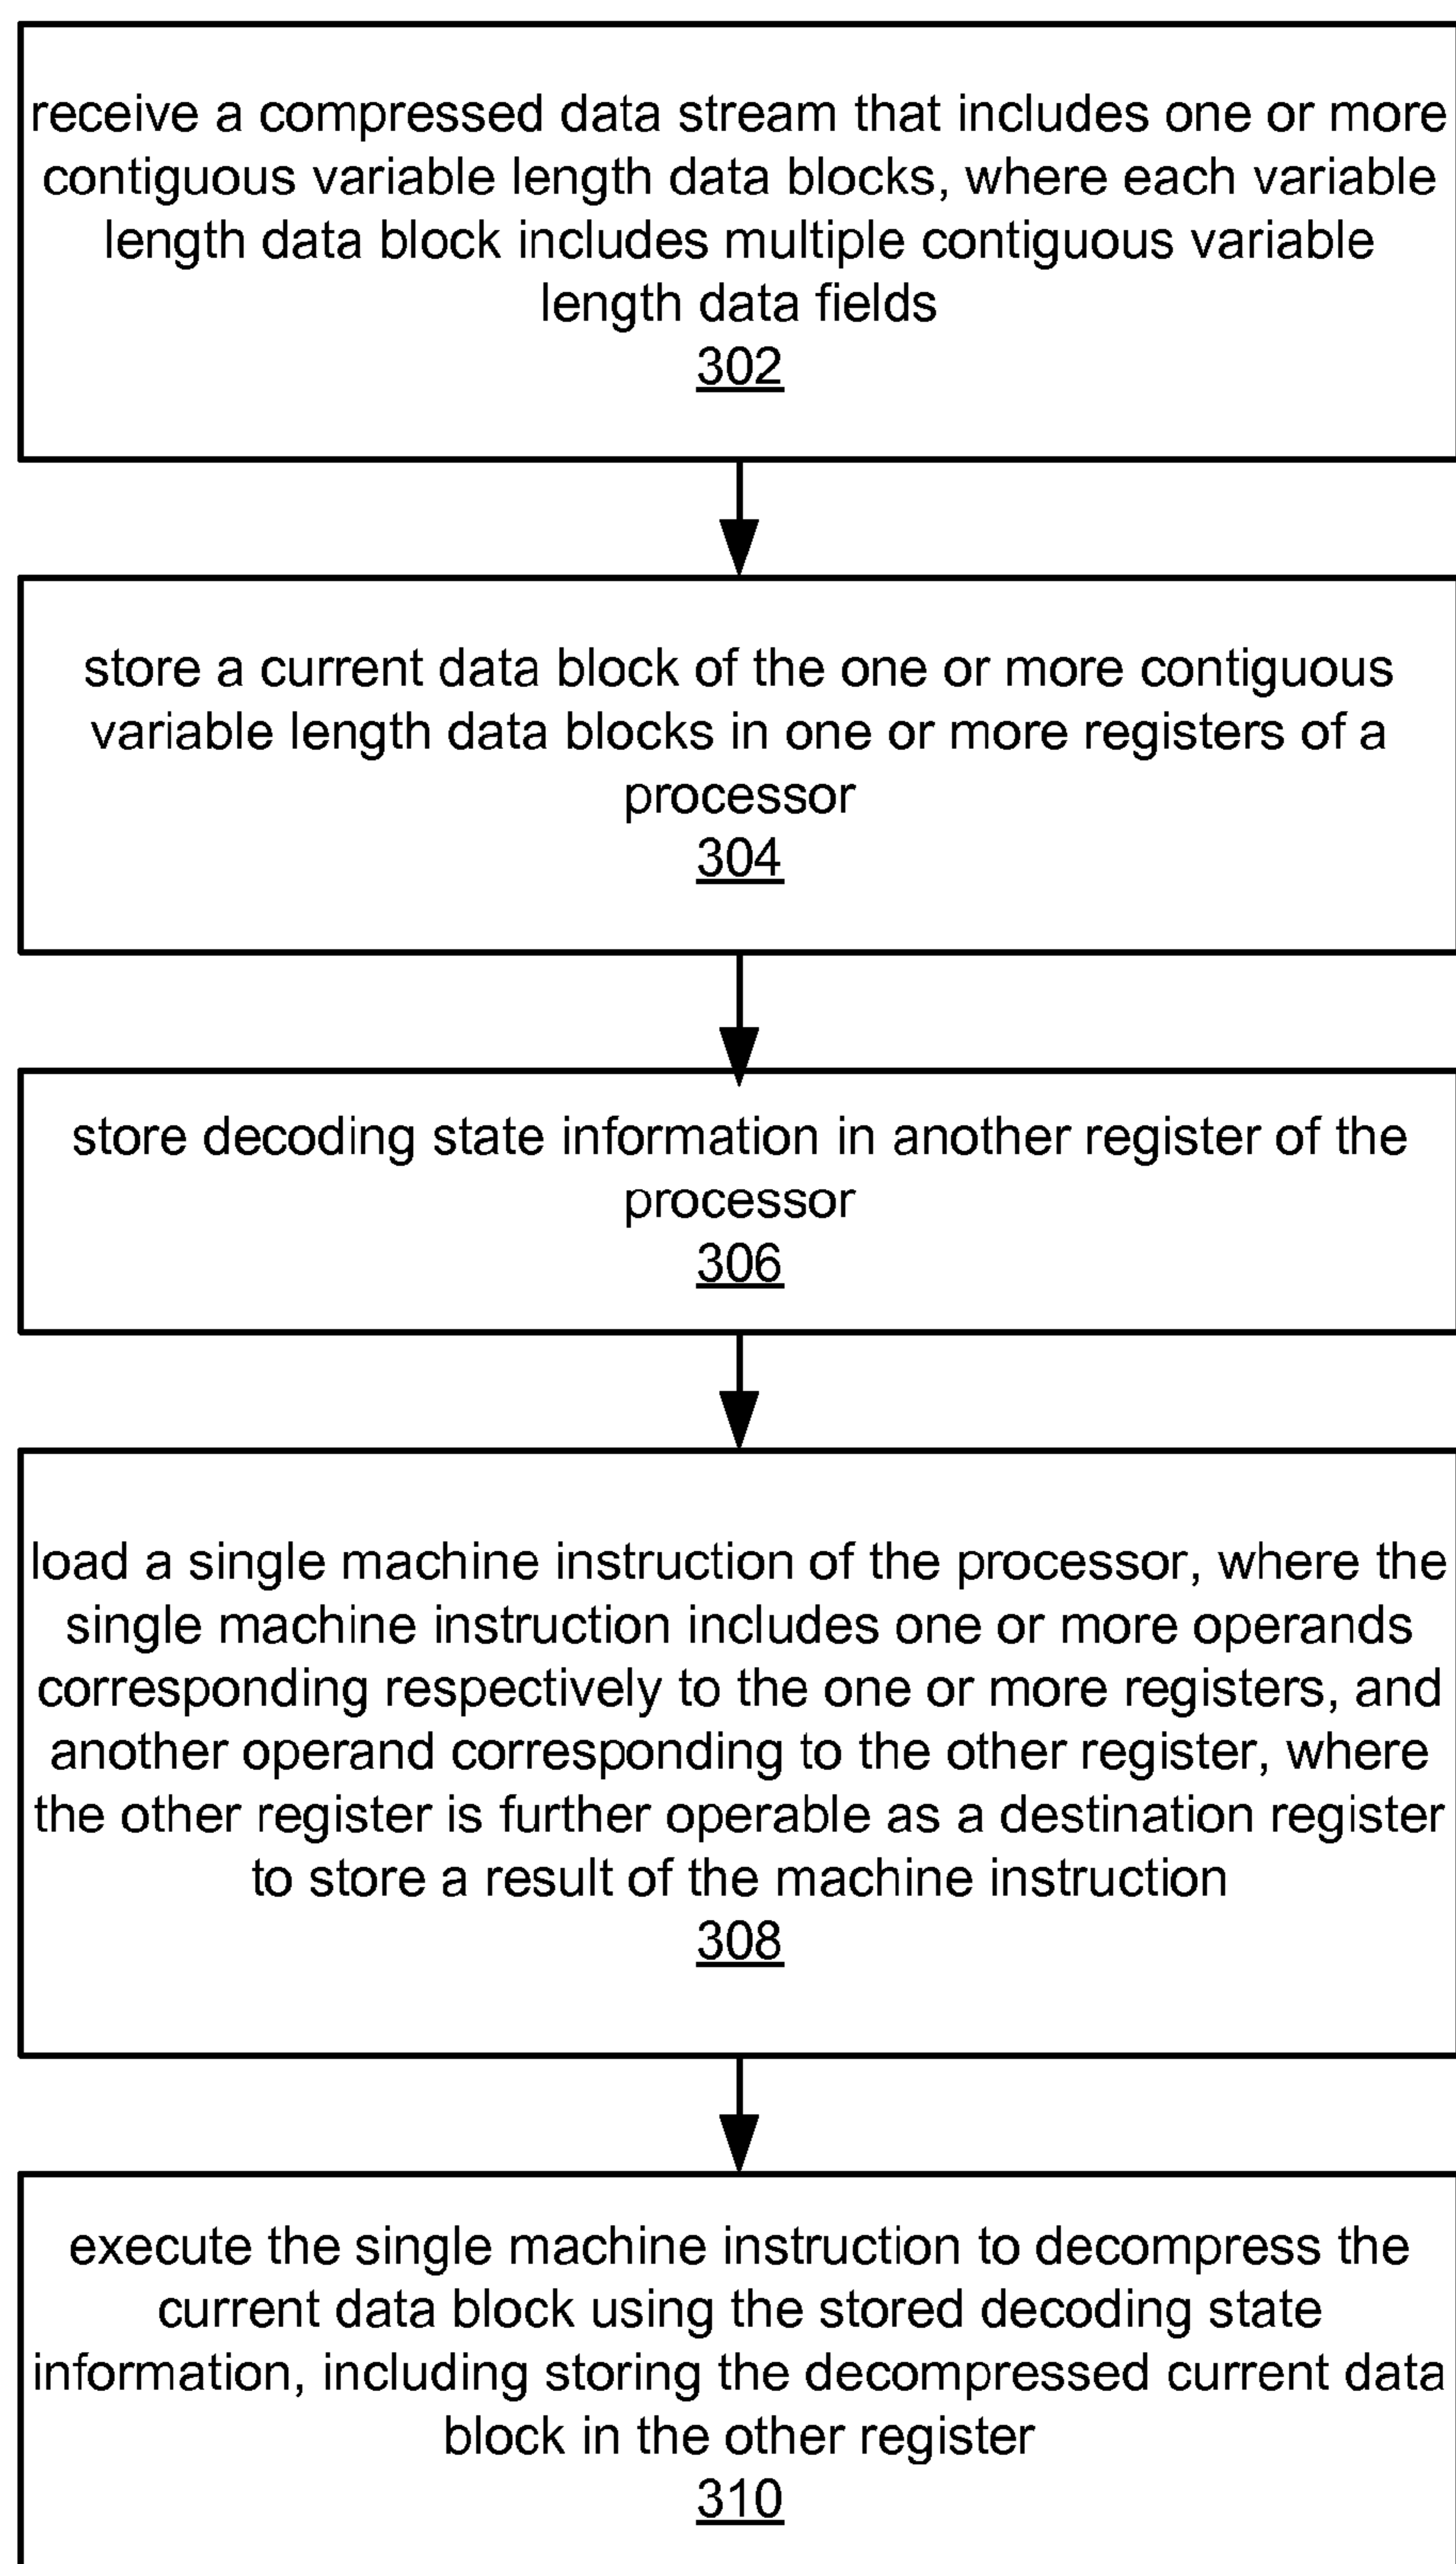 receive a compressed data stream that includes one or more
contiguous variable length data blocks, where each variable
length data block includes multiple contiguous variable
length data fields
302
store a current data block of the one or more contiguous
variable length data blocks in one or more registers of a
processor
304
store decoding state information in another register of the
processor
306
load a single machine instruction of the processor, where the
single machine instruction includes one or more operands
corresponding respectively to the one or more registers, and
another operand corresponding to the other register, where
the other register is further operable as a destination register
to store a result of the machine instruction
308
execute the single machine instruction to decompress the
current data block using the stored decoding state
information, including storing the decompressed current data
block in the other register
310